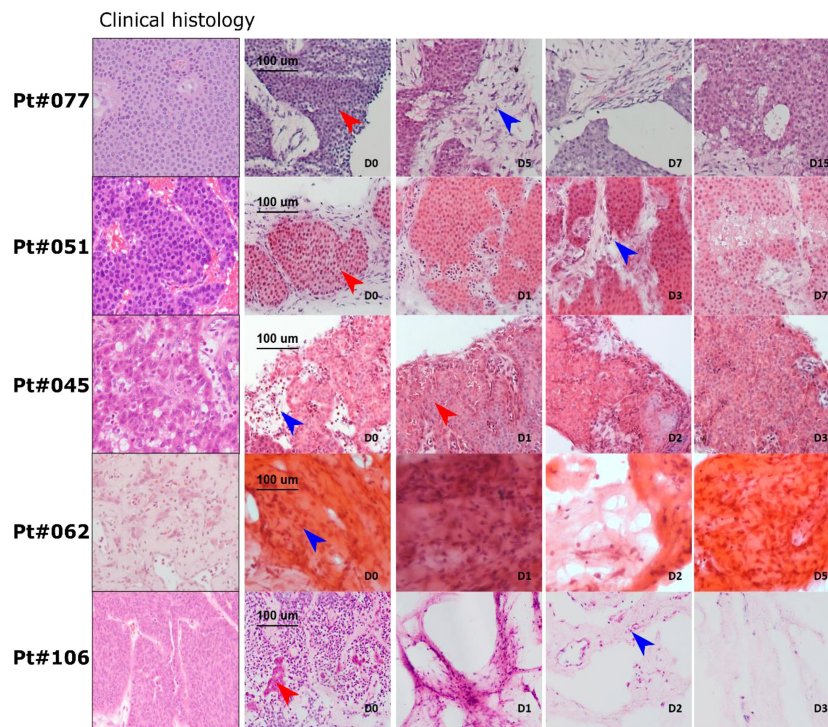 Clinical histology
Pt#077
100 um
D0
D5
D7
D15
Pt#051
100 um
D0
D1
D3
D7
Pt#045
100 um
D0
D1
D2
D3
Pt#062
100 um
D0
D1
D2
D5
Pt#106
100 um
D0
D1
D2
D3